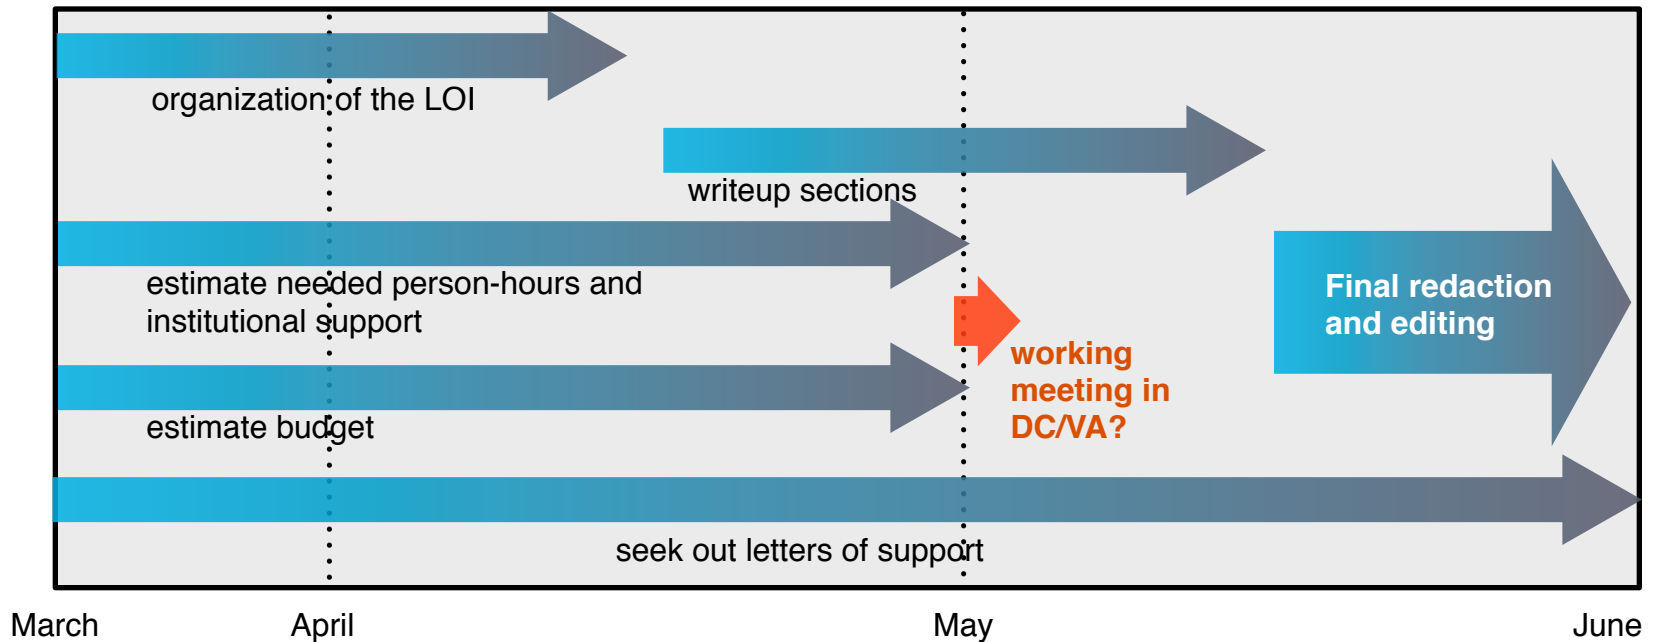 organization of the LOI
writeup sections
estimate needed person-hours and
institutional support
Final redaction
and editing
working
meeting in
DC/VA?
estimate budget
seek out letters of support
March
April
May
June